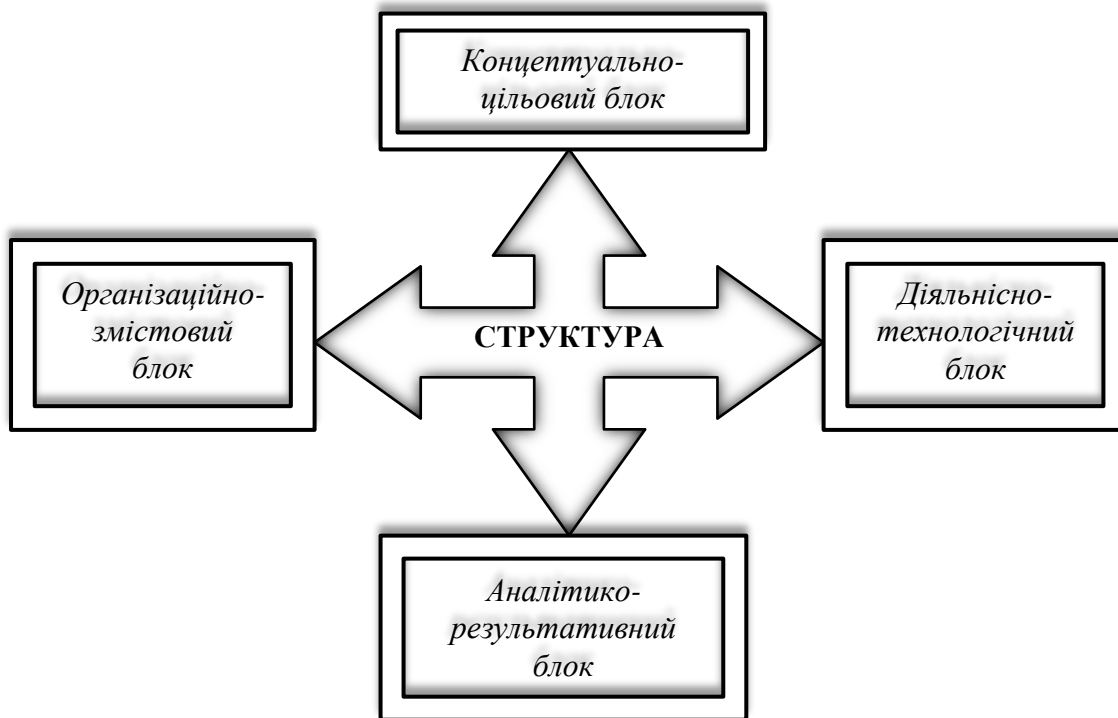 Концептуально-
цільовий блок
Організаційно-
змістовий
блок
СТРУКТУРА
Діяльнісно-
технологічний
блок
Аналітико-
результативний
блок